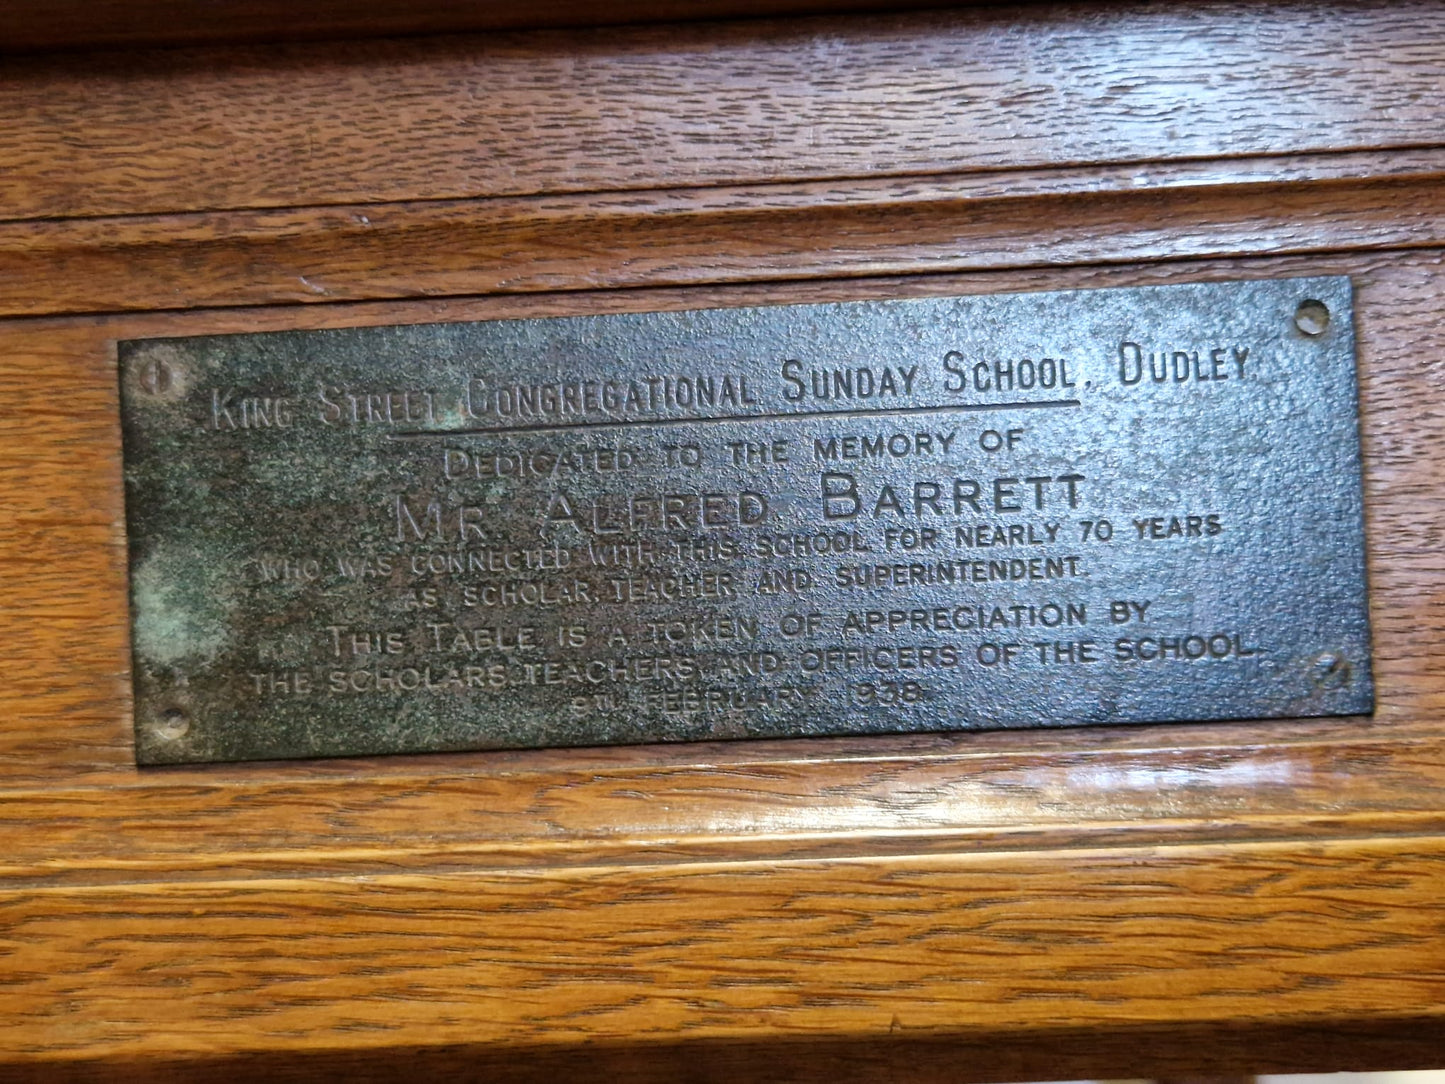 KING STREET CONGREGATIONAL SUNDAY SCHOOL, DUDLEY.
DEDICATED TO THE MEMORY OF
MR ALFRED BARRETT
WHO WAS CONNECTED WITH THIS SCHOOL FOR NEARLY 70 YEARS
AS SCHOLAR, TEACHER AND SUPERINTENDENT.
THIS TABLE IS A TOKEN OF APPRECIATION BY
THE SCHOLARS, TEACHERS AND OFFICERS OF THE SCHOOL.
9TH FEBRUARY 1938